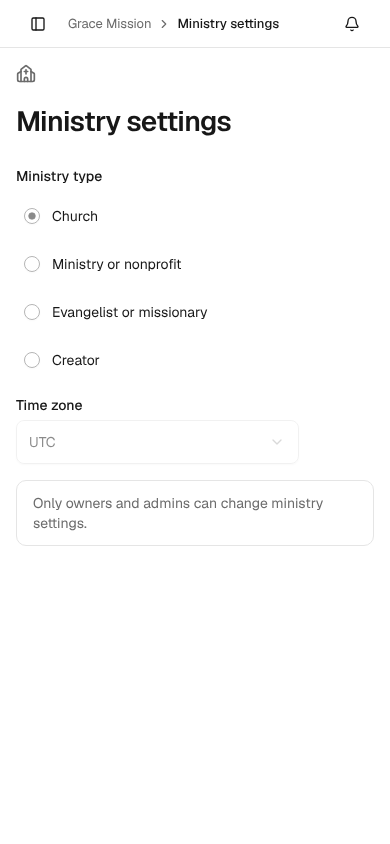 Grace Mission > Ministry settings
Ministry settings
Ministry type
Church
Ministry or nonprofit
Evangelist or missionary
Creator
Time zone
UTC
Only owners and admins can change ministry
settings.